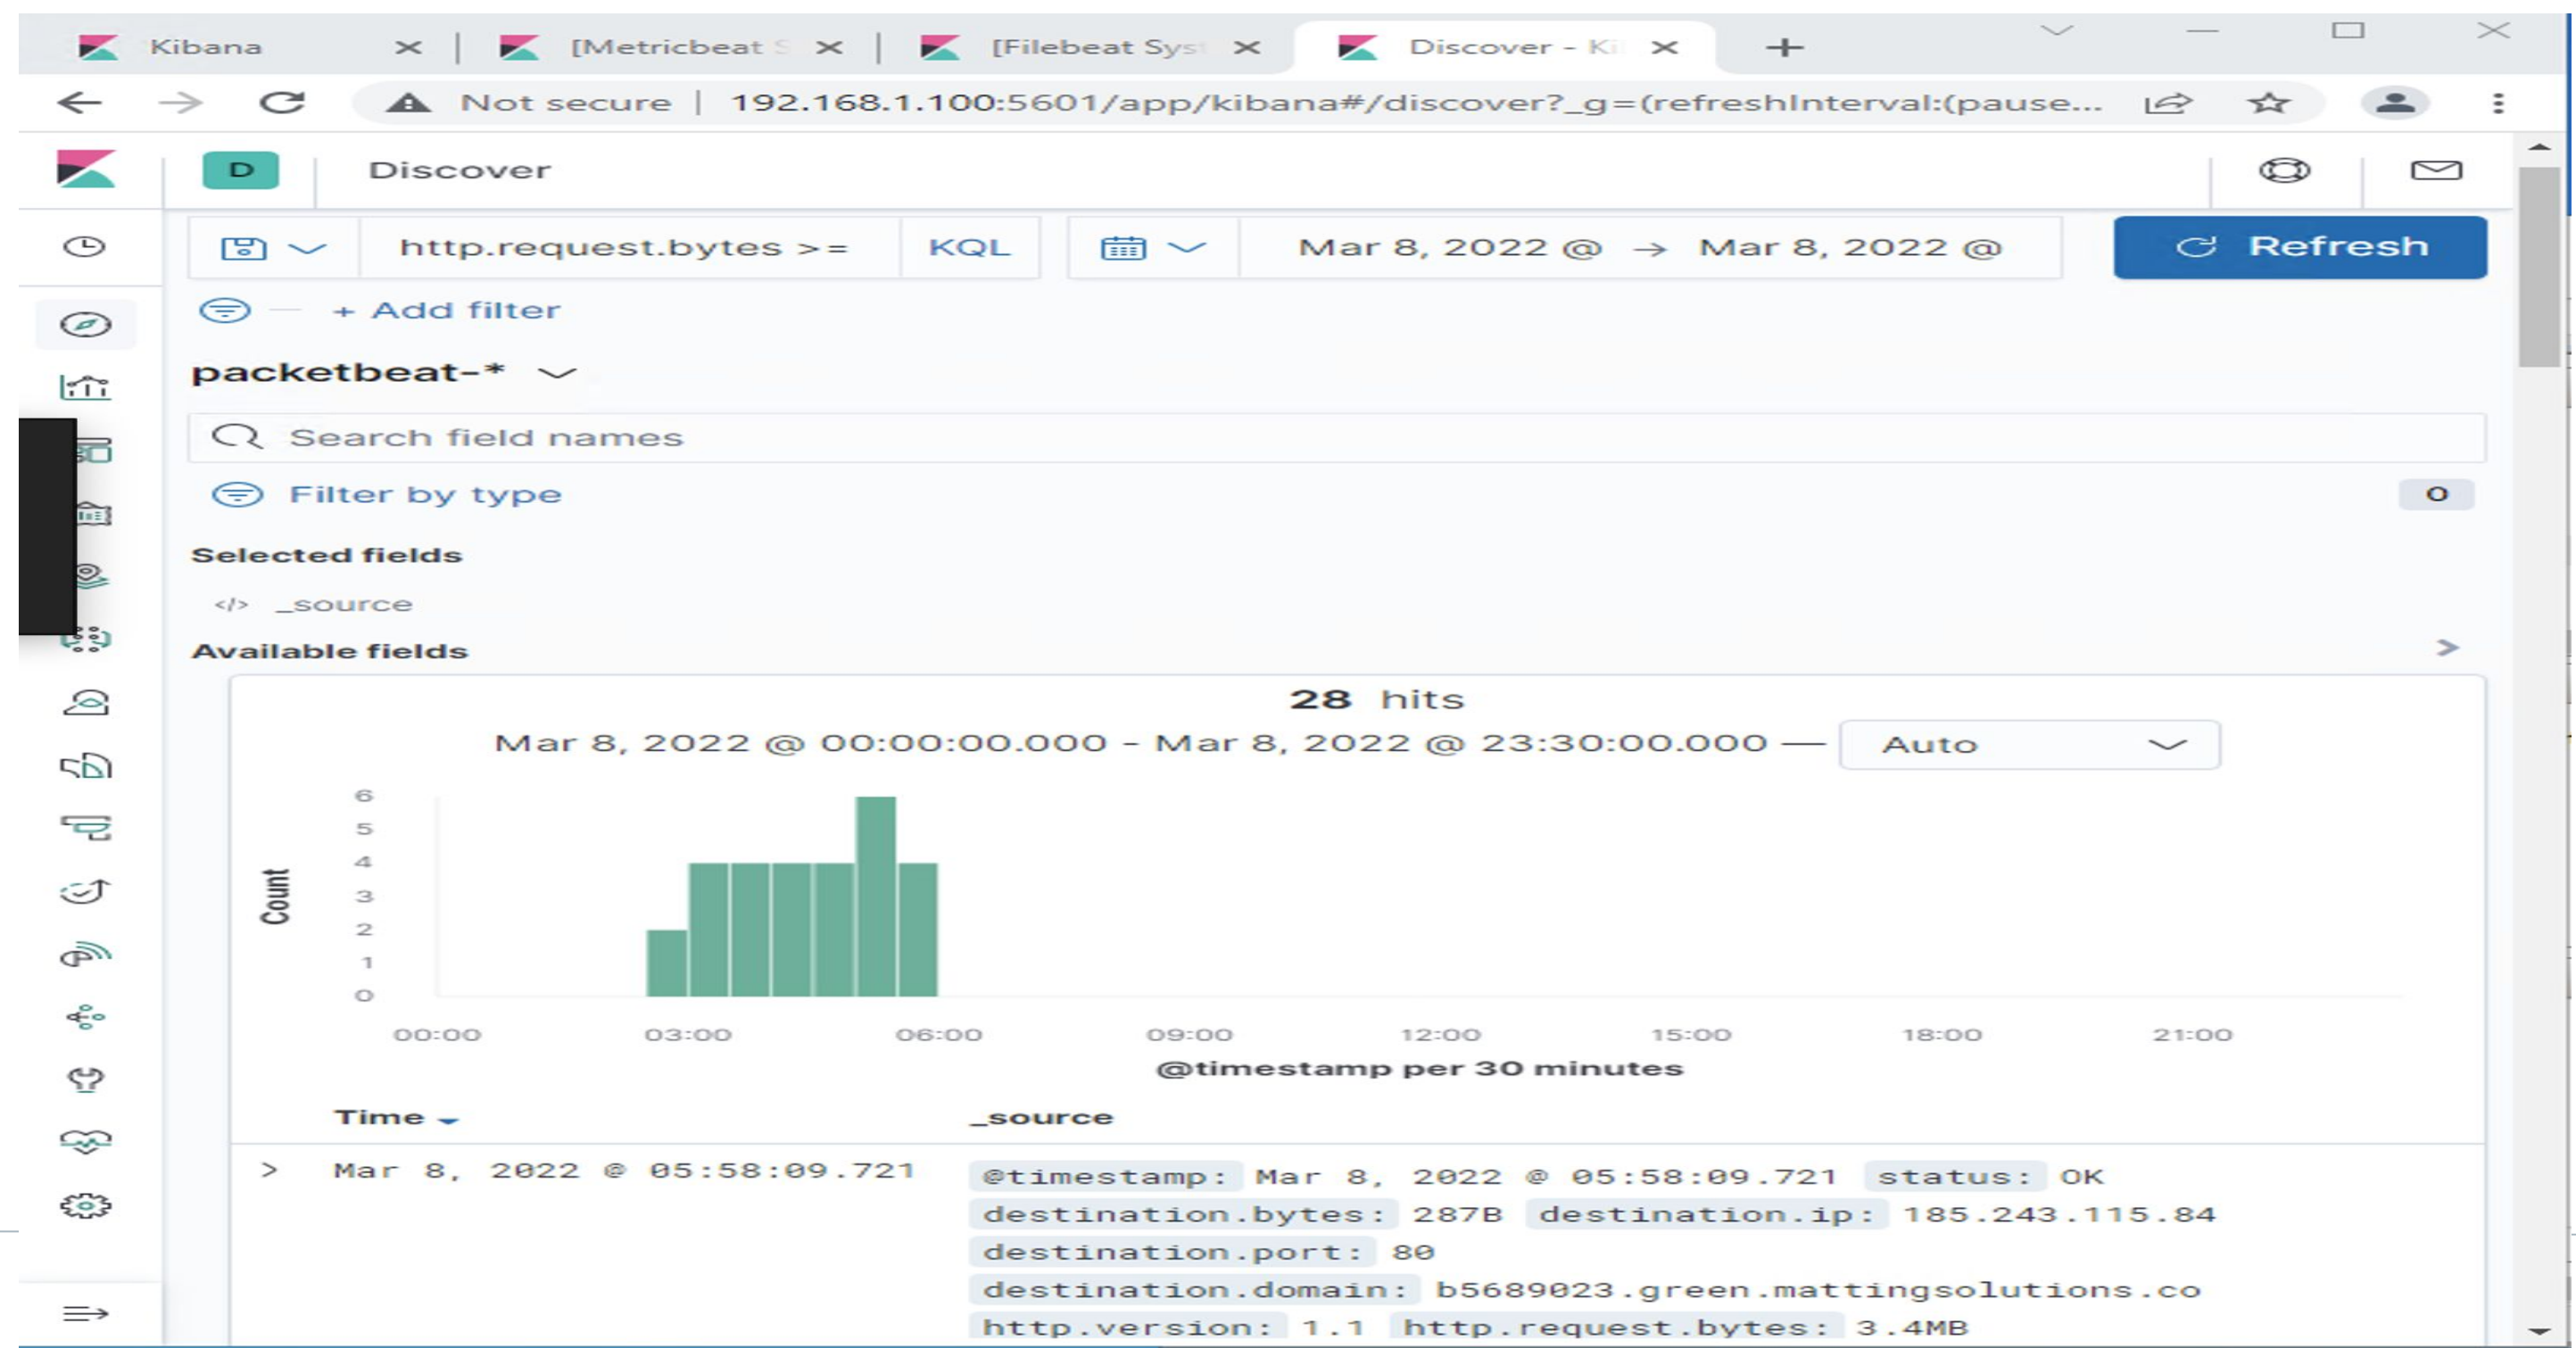 Kibana
[Metricbeat S
[Filebeat Sys
Discover - Ki
Not secure | 192.168.1.100:5601/app/kibana#/discover?_g=(refreshInterval:(pause...
D
Discover
http.request.bytes >=
KQL
Mar 8, 2022 @ → Mar 8, 2022 @
Refresh
+ Add filter
packetbeat-*
Search field names
Filter by type
0
Selected fields
</> _source
Available fields
28 hits
Mar 8, 2022 @ 00:00:00.000 - Mar 8, 2022 @ 23:30:00.000 — Auto
6
5
4
3
2
1
0
Count
00:00 03:00 06:00 09:00 12:00 15:00 18:00 21:00
@timestamp per 30 minutes
Time _source
Mar 8, 2022 @ 05:58:09.721
@timestamp: Mar 8, 2022 @ 05:58:09.721 status: OK
destination.bytes: 287B destination.ip: 185.243.115.84
destination.port: 80
destination.domain: b5689023.green.mattingsolutions.co
http.version: 1.1 http.request.bytes: 3.4MB